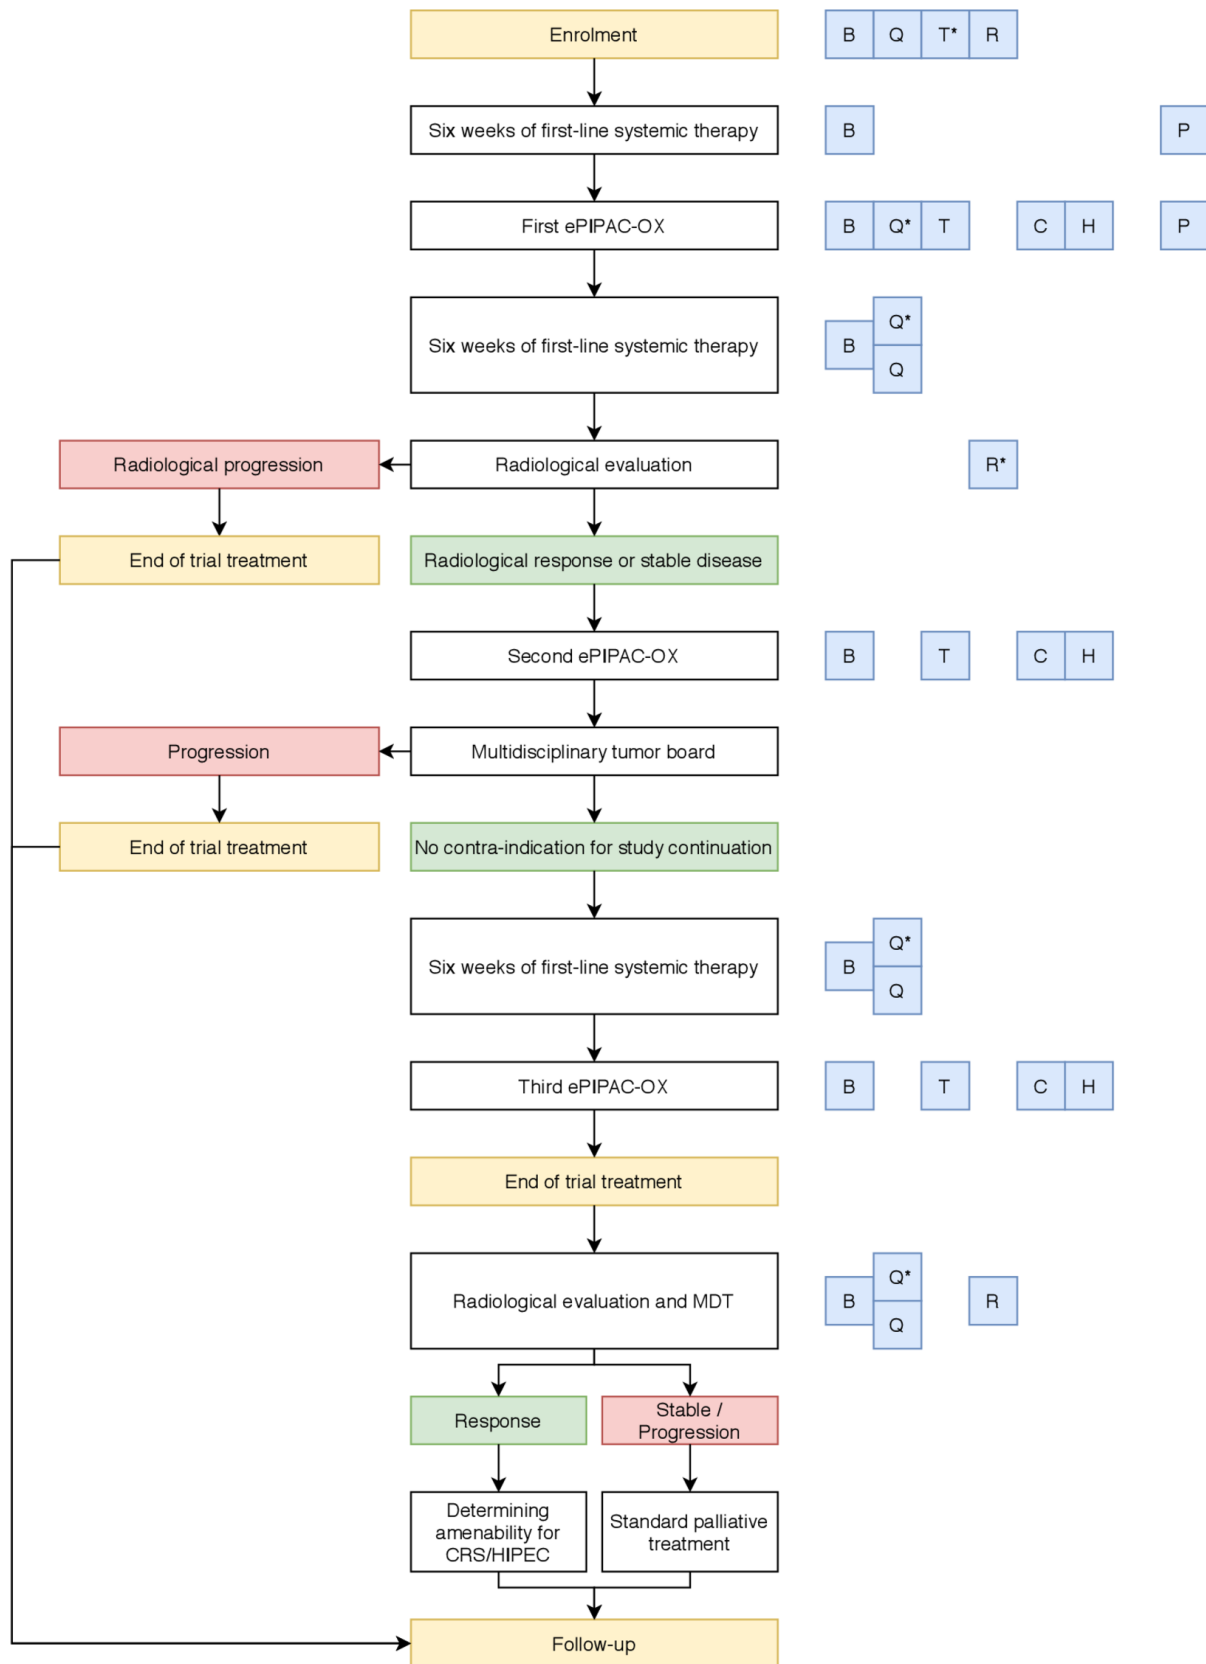 Enrolment
B Q T* R
Six weeks of first-line systemic therapy
B P
First ePIPAC-OX
B Q* T C H P
Six weeks of first-line systemic therapy
Q*
B
Q
Radiological progression
Radiological evaluation
R*
End of trial treatment
Radiological response or stable disease
Second ePIPAC-OX
B T C H
Progression
Multidisciplinary tumor board
End of trial treatment
No contra-indication for study continuation
Six weeks of first-line systemic therapy
Q*
B
Q
Third ePIPAC-OX
B T C H
End of trial treatment
Radiological evaluation and MDT
Q*
B
Q
R
Response
Stable /
Progression
Determining
amenability for
CRS/HIPEC
Standard palliative
treatment
Follow-up